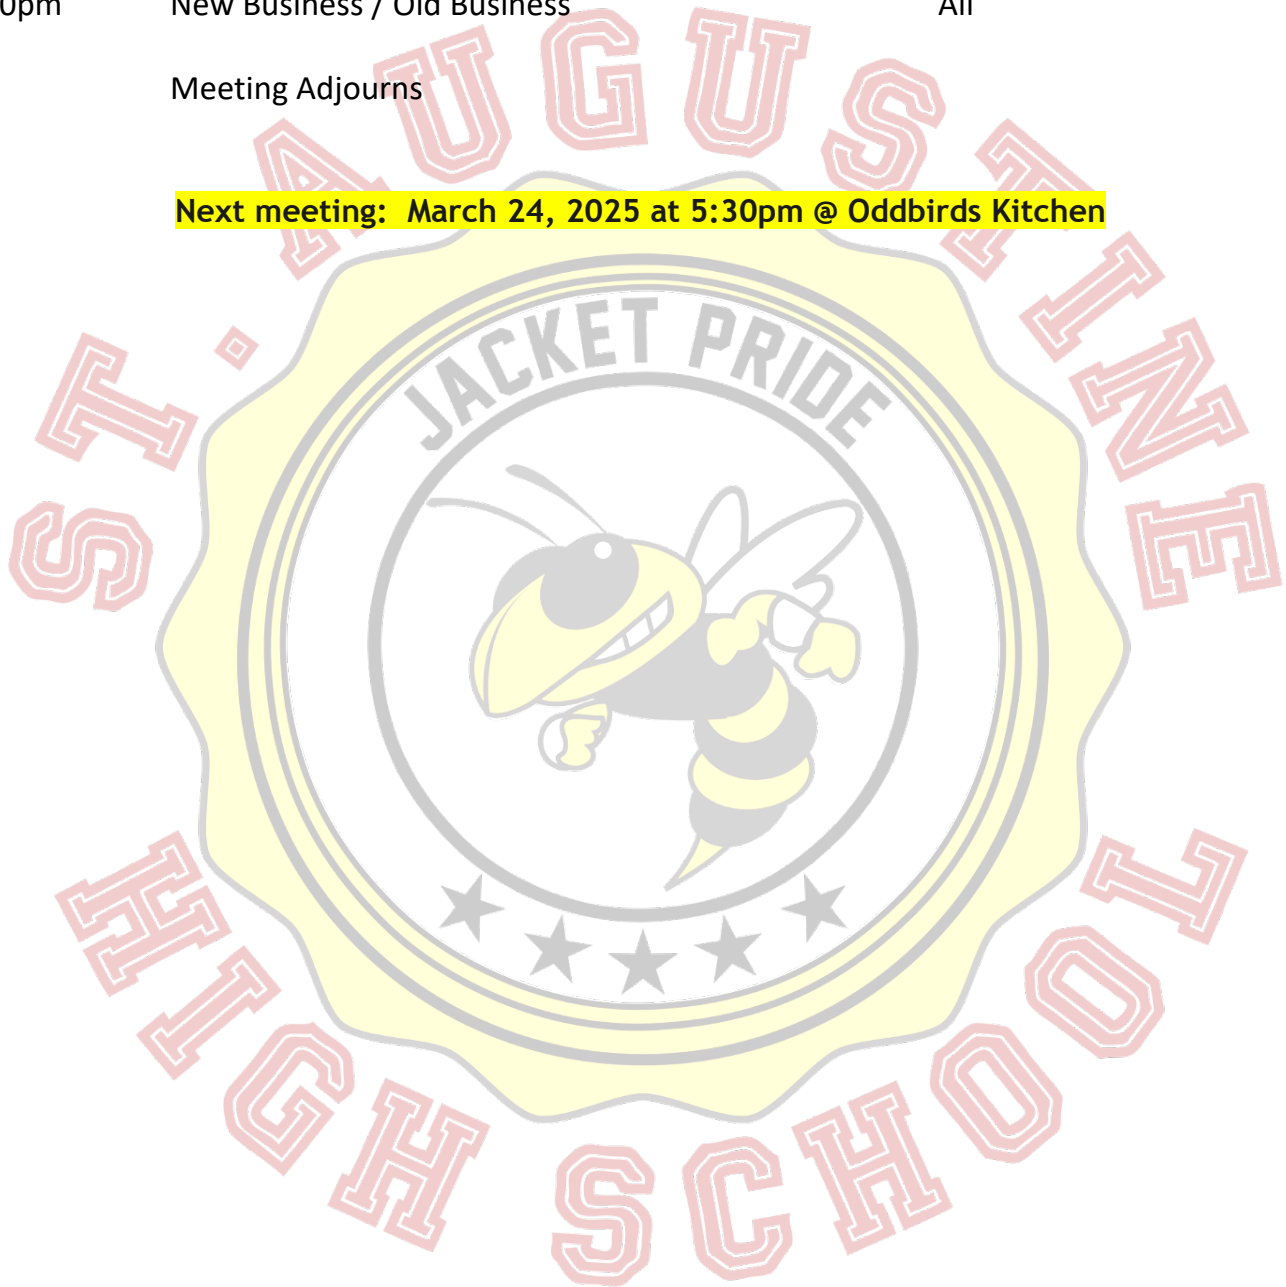 0pm New Business / Old Business All
Meeting Adjourns
Next meeting: March 24, 2025 at 5:30pm @ Oddbirds Kitchen
ST. AUGUSTINE
JACKET PRIDE
HIGH SCHOOL